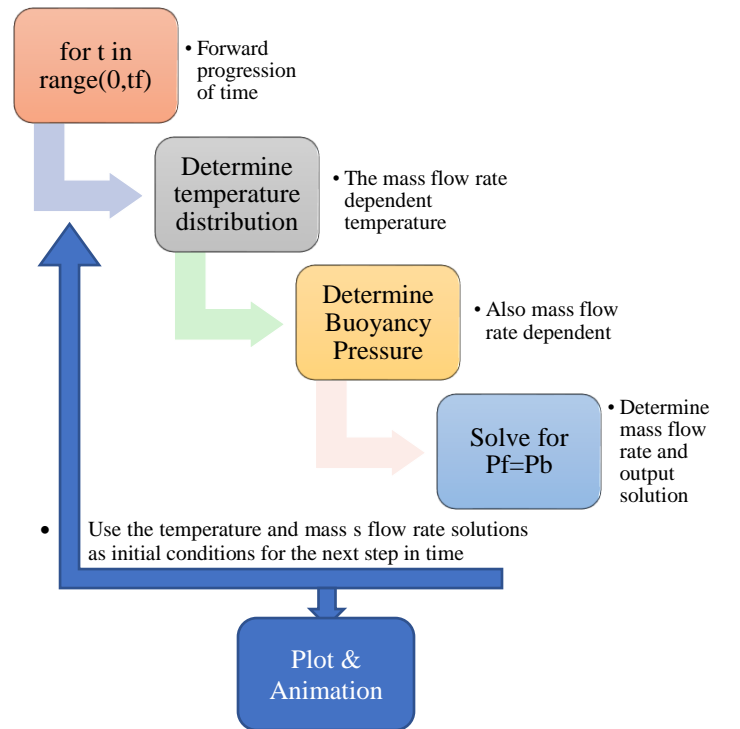 for t in
range(0,tf)
• Forward
progression
of time
Determine
temperature
distribution
• The mass flow rate
dependent
temperature
Determine
Buoyancy
Pressure
• Also mass flow
rate dependent
Solve for
Pf=Pb
• Determine
mass flow
rate and
output
solution
• Use the temperature and mass s flow rate solutions
as initial conditions for the next step in time
Plot &
Animation